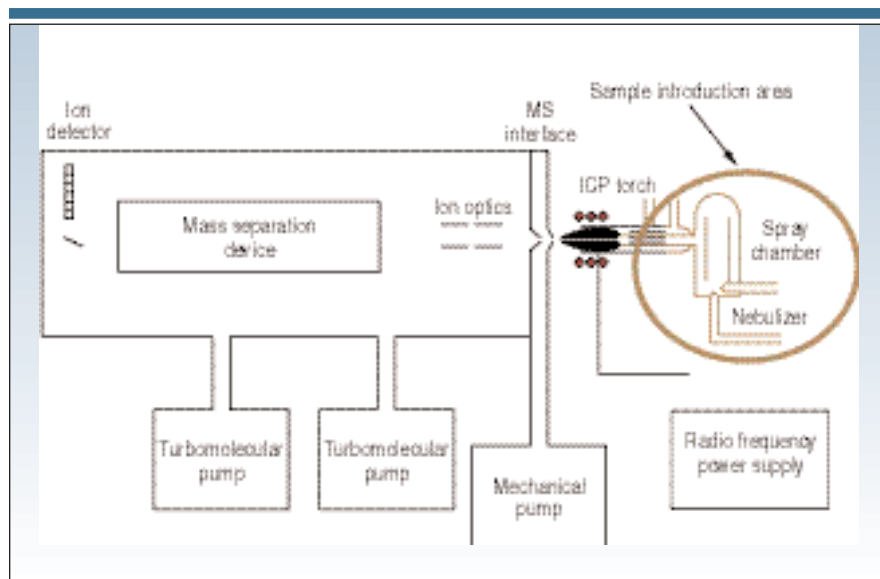 Sample introduction area
Ion
detector
MS
interface
ICP torch
Ion optics
Mass separation
device
Spray
chamber
Nebulizer
Turbomolecular
pump
Turbomolecular
pump
Mechanical
pump
Radio frequency
power supply